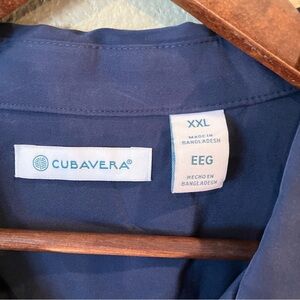 CUBAVERA®
XXL
MADE IN
BANGLADESH
EEG
HECHO EN
BANGLADESH